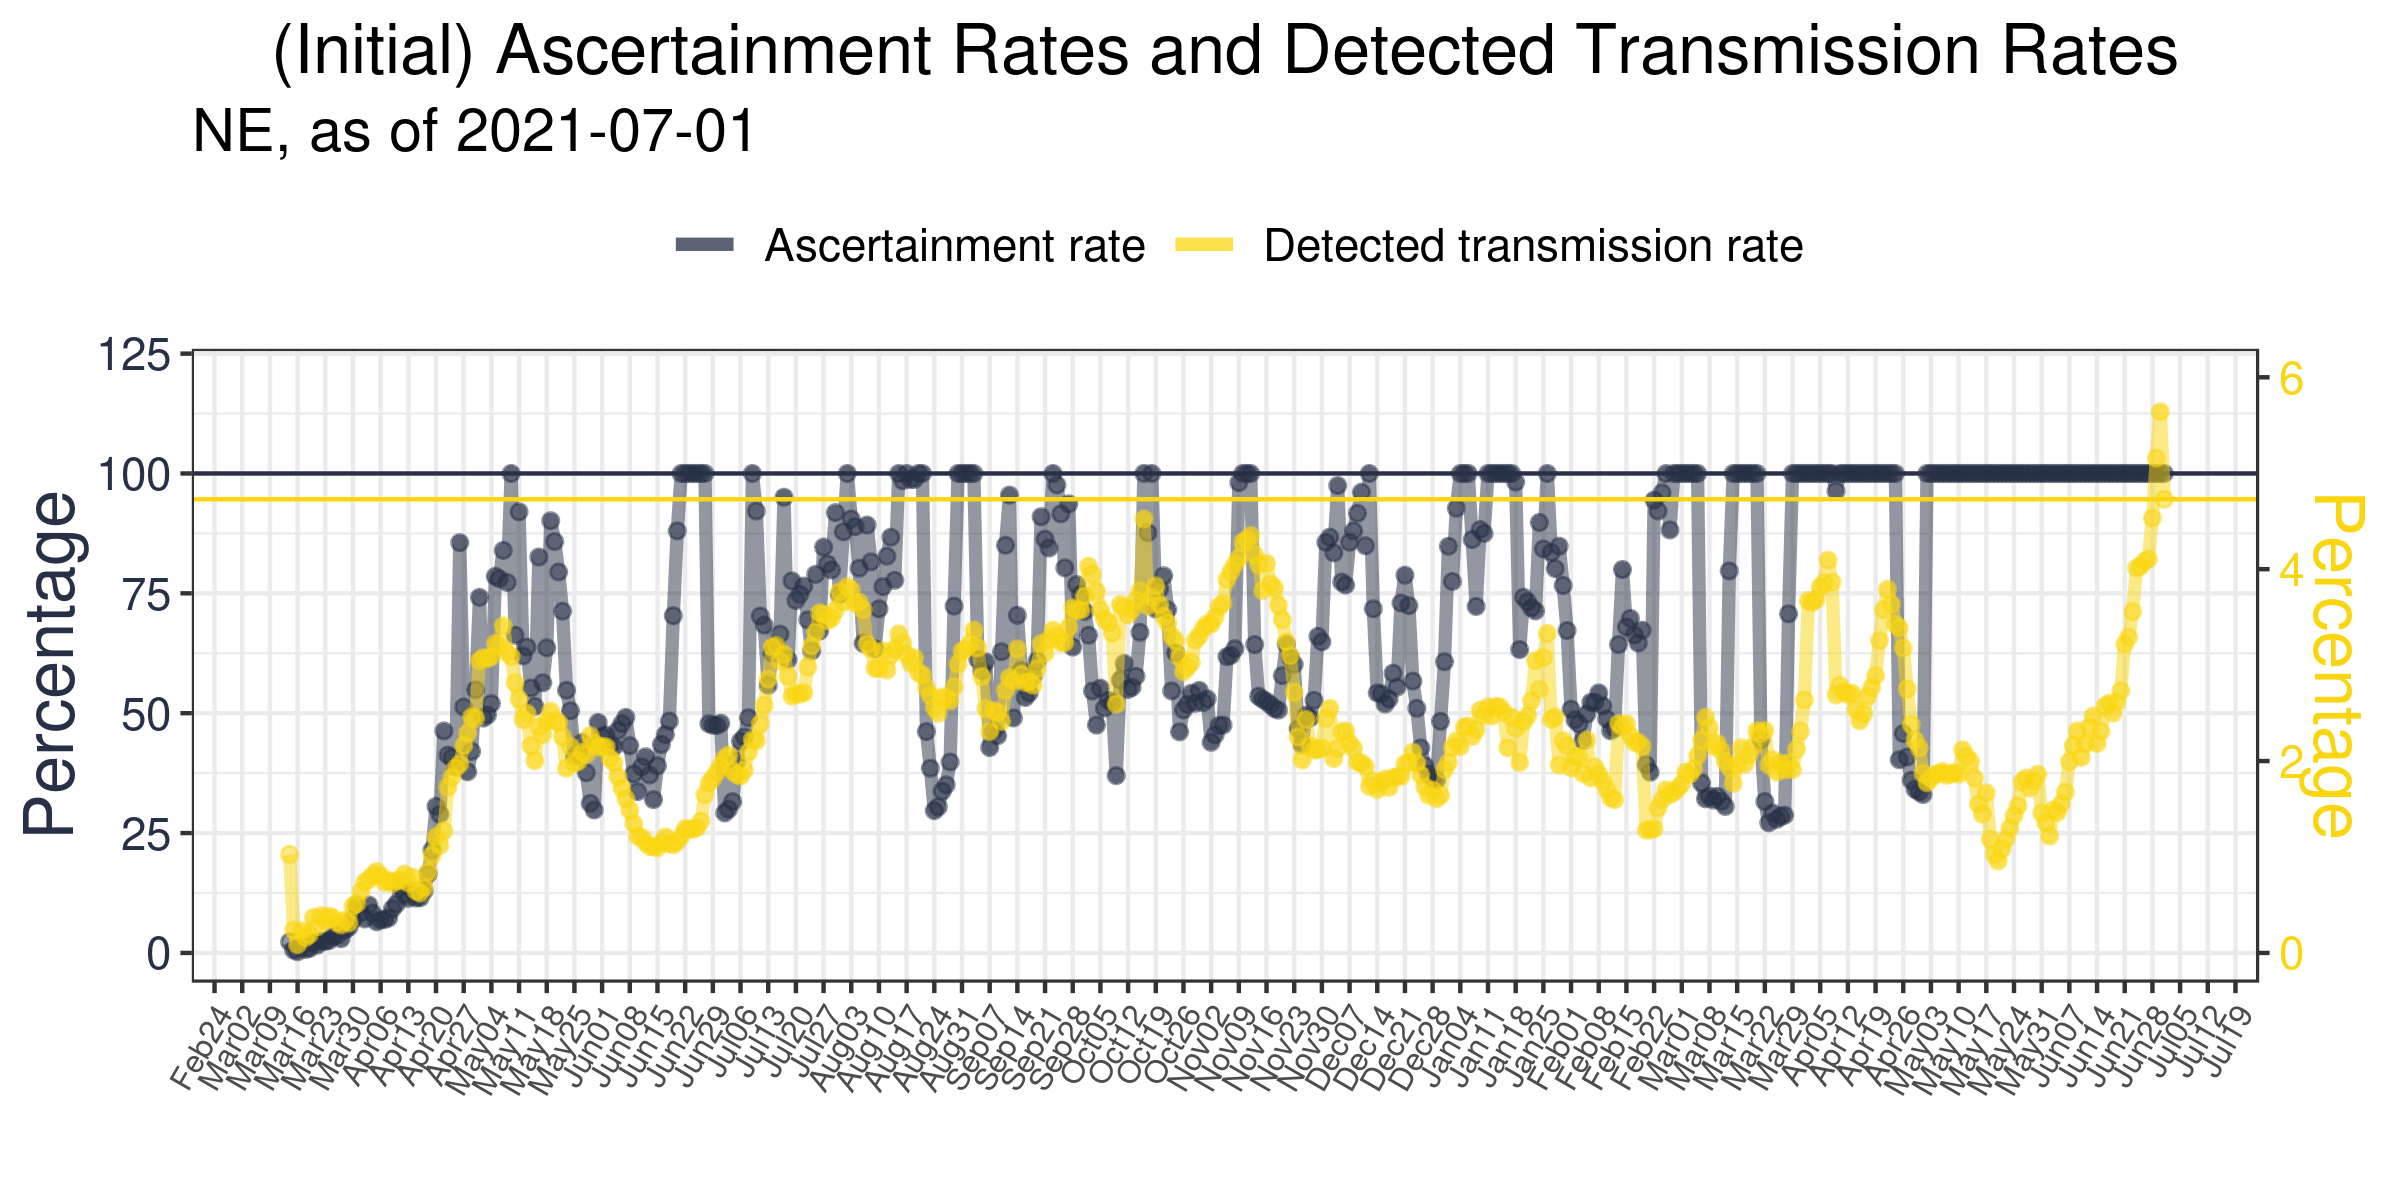 (Initial) Ascertainment Rates and Detected Transmission Rates
NE, as of 2021-07-01
Ascertainment rate Detected transmission rate
Percentage
125
100
75
50
25
0
6
4
2
0
Percentage
Feb24 Mar02 Mar09 Mar16 Mar23 Mar30 Apr06 Apr13 Apr20 Apr27 May04 May11 May18 May25 Jun01 Jun08 Jun15 Jun22 Jun29 Jul06 Jul13 Jul20 Jul27 Aug03 Aug10 Aug17 Aug24 Aug31 Sep07 Sep14 Sep21 Sep28 Oct05 Oct12 Oct19 Oct26 Nov02 Nov09 Nov16 Nov23 Nov30 Dec07 Dec14 Dec21 Dec28 Jan04 Jan11 Jan18 Jan25 Feb01 Feb08 Feb15 Feb22 Mar01 Mar08 Mar15 Mar22 Mar29 Apr05 Apr12 Apr19 Apr26 May03 May10 May17 May24 May31 Jun07 Jun14 Jun21 Jun28 Jul05 Jul12 Jul19